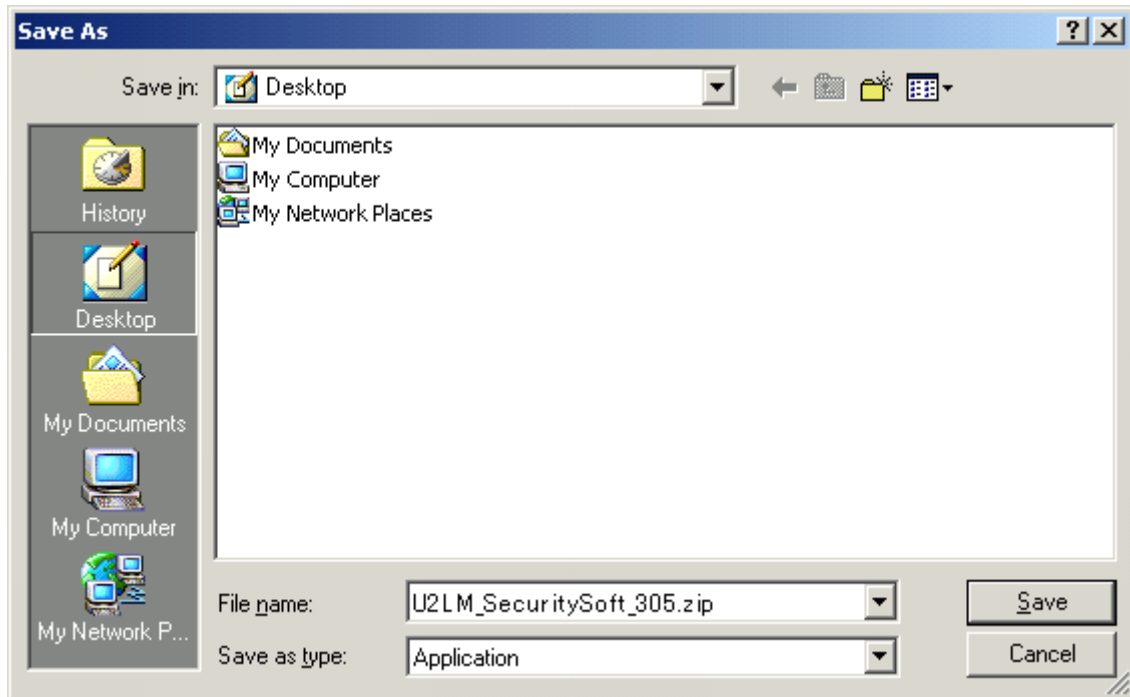 Save As
Save in:
Desktop
History
Desktop
My Documents
My Computer
My Network P...
My Documents
My Computer
My Network Places
File name:
U2LM_SecuritySoft_305.zip
Save
Save as type:
Application
Cancel